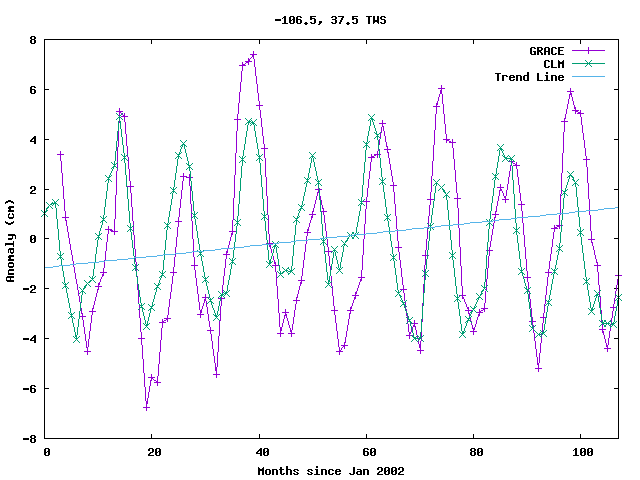 -106.5, 37.5 TWS
GRACE
CLM
Trend Line
8
6
4
2
0
-2
-4
-6
-8
Anomaly (cm)
0 20 40 60 80 100
Months since Jan 2002